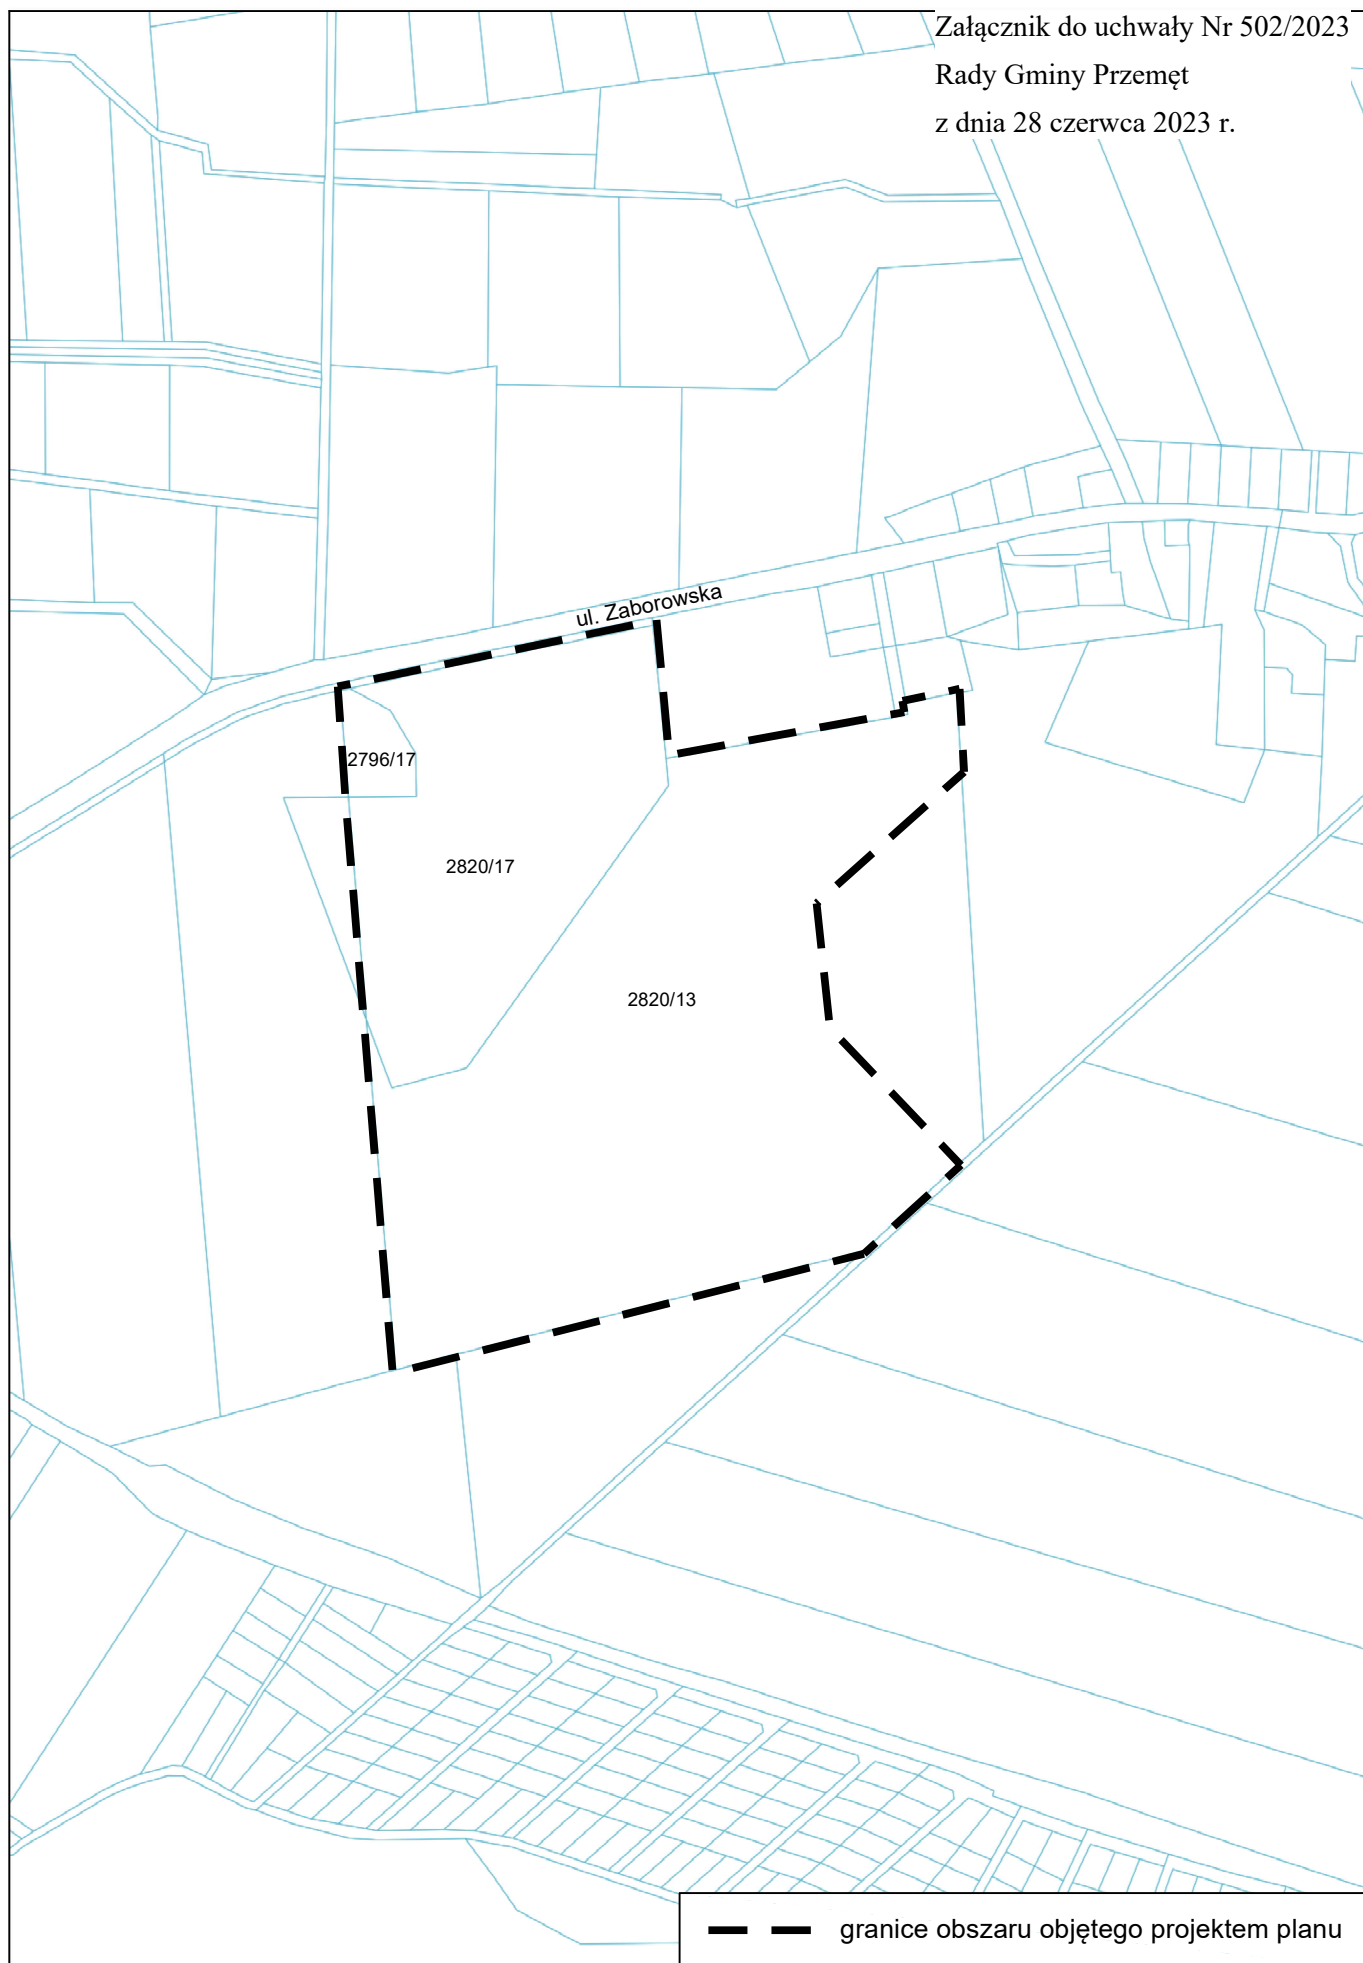 Załącznik do uchwały Nr 502/2023
Rady Gminy Przemęt
z dnia 28 czerwca 2023 r.
ul. Zaborowska
2796/17
2820/17
2820/13
granice obszaru objętego projektem planu